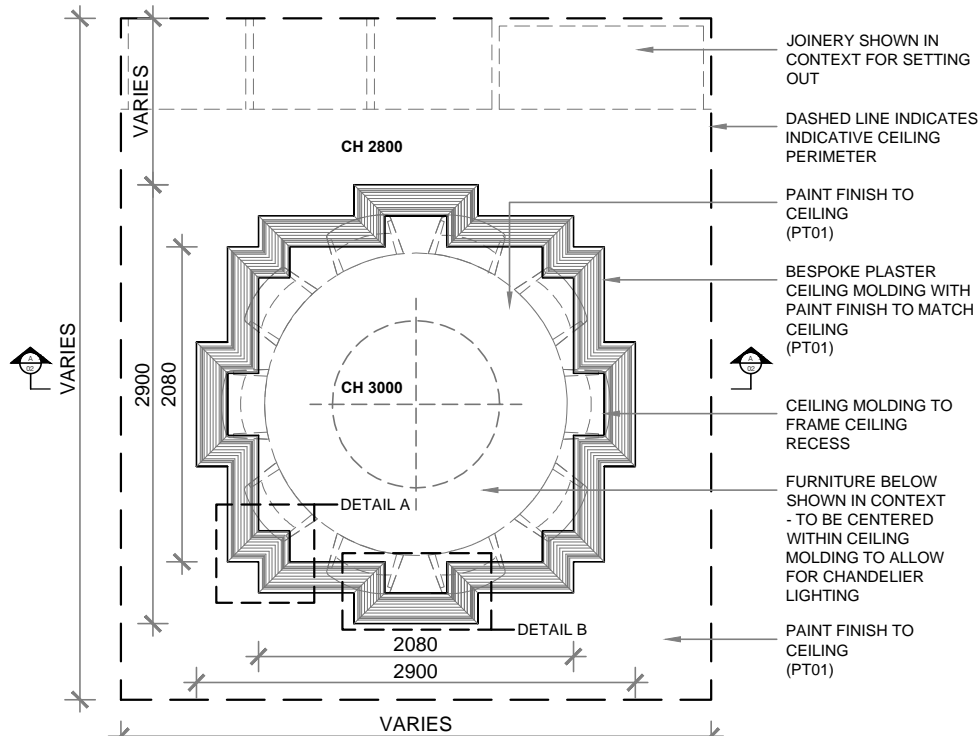 JOINERY SHOWN IN
CONTEXT FOR SETTING
OUT
DASHED LINE INDICATES
INDICATIVE CEILING
PERIMETER
PAINT FINISH TO
CEILING
(PT01)
BESPOKE PLASTER
CEILING MOLDING WITH
PAINT FINISH TO MATCH
CEILING
(PT01)
CEILING MOLDING TO
FRAME CEILING
RECESS
FURNITURE BELOW
SHOWN IN CONTEXT
- TO BE CENTERED
WITHIN CEILING
MOLDING TO ALLOW
FOR CHANDELIER
LIGHTING
PAINT FINISH TO
CEILING
(PT01)
VARIES
CH 2800
VARIES
2900
2080
CH 3000
A
02
A
02
DETAIL A
DETAIL B
2080
2900
VARIES